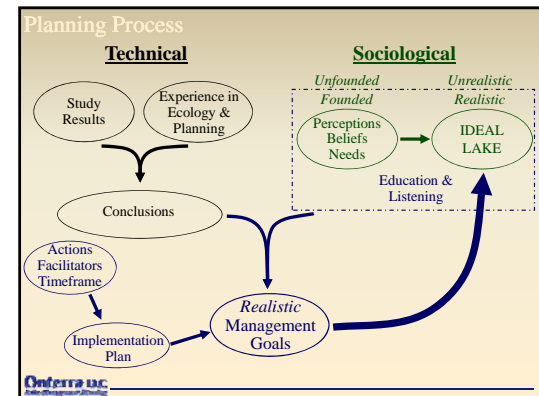 Planning Process
Technical
Sociological
Unfounded
Unrealistic
Founded
Realistic
Study
Results
Experience in
Ecology &
Planning
Perceptions
Beliefs
Needs
IDEAL
LAKE
Education &
Listening
Conclusions
Actions
Facilitators
Timeframe
Realistic
Management
Goals
Implementation
Plan
Onterra LLC